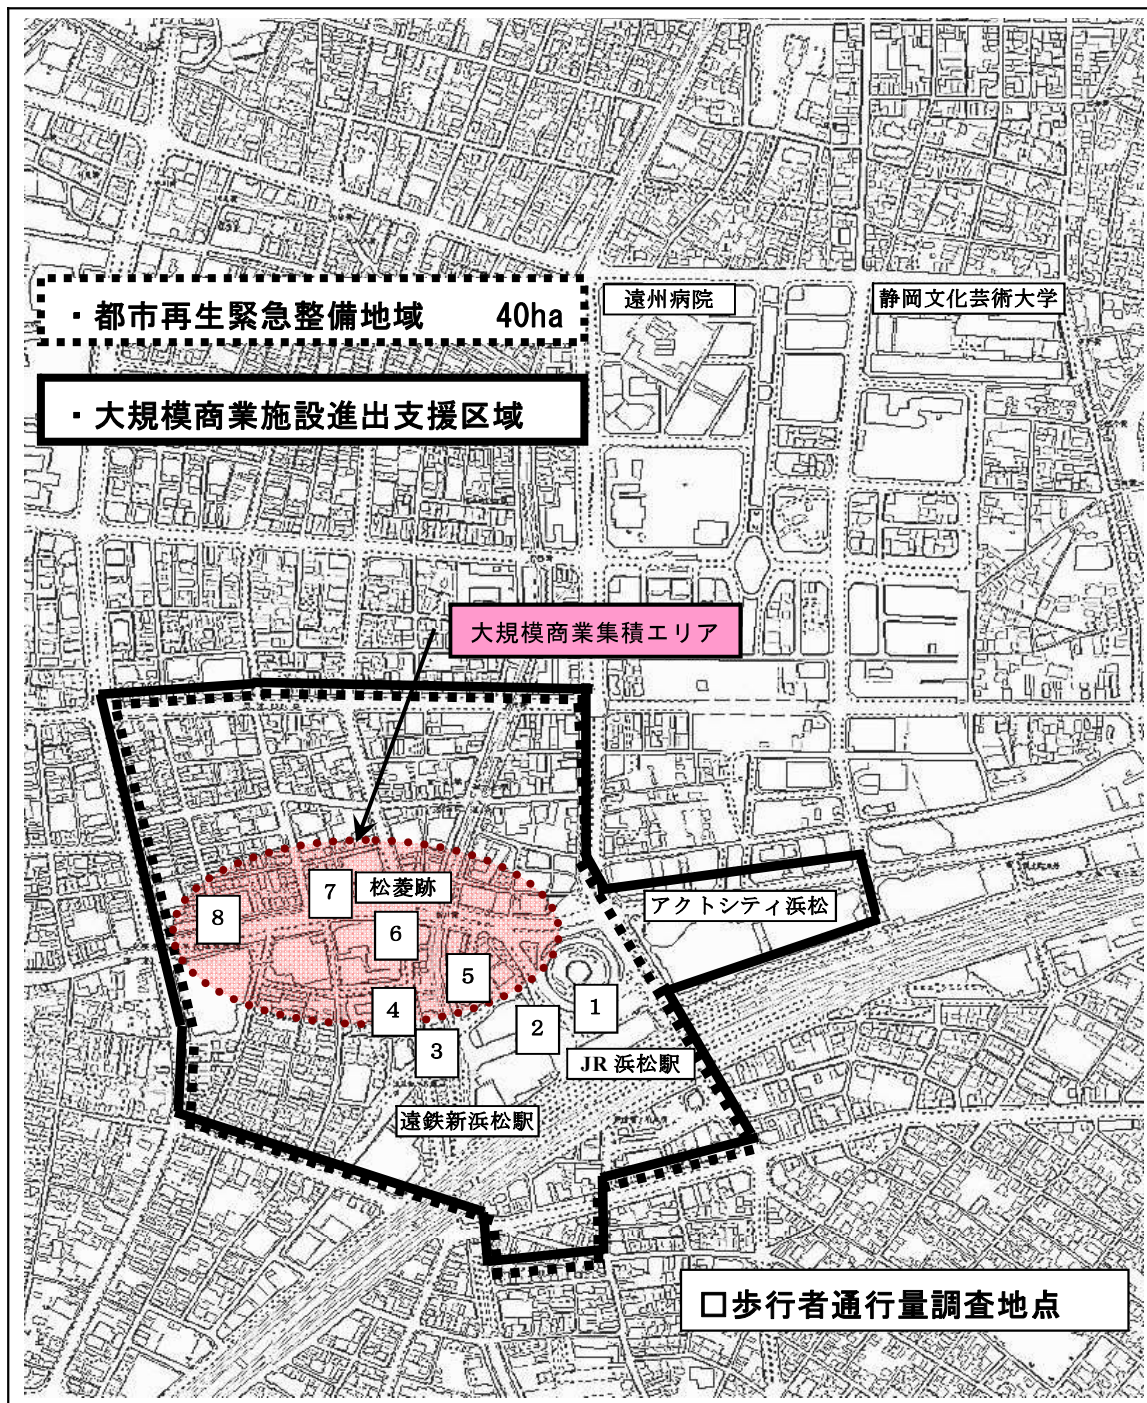 遠州病院
静岡文化芸術大学
・都市再生緊急整備地域 40ha
・大規模商業施設進出支援区域
大規模商業集積エリア
7
松菱跡
アクトシティ浜松
8
6
5
4
1
2
3
JR 浜松駅
遠鉄新浜松駅
□歩行者通行量調査地点